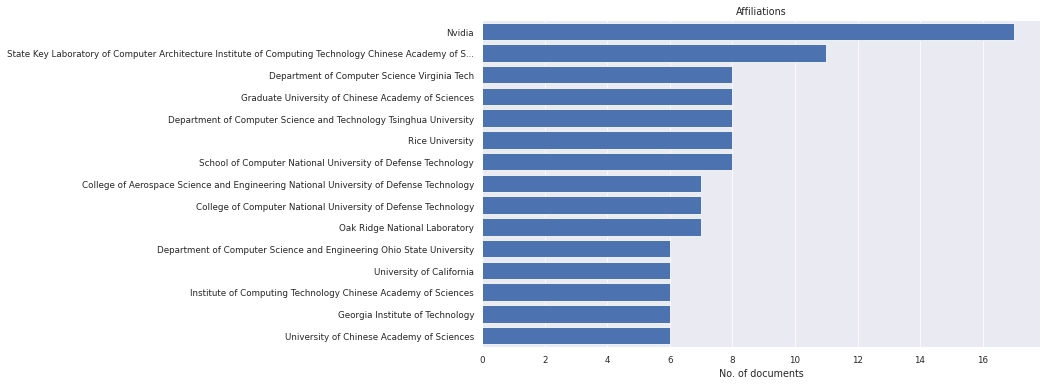 Affiliations
Nvidia
State Key Laboratory of Computer Architecture Institute of Computing Technology Chinese Academy of S...
Department of Computer Science Virginia Tech
Graduate University of Chinese Academy of Sciences
Department of Computer Science and Technology Tsinghua University
Rice University
School of Computer National University of Defense Technology
College of Aerospace Science and Engineering National University of Defense Technology
College of Computer National University of Defense Technology
Oak Ridge National Laboratory
Department of Computer Science and Engineering Ohio State University
University of California
Institute of Computing Technology Chinese Academy of Sciences
Georgia Institute of Technology
University of Chinese Academy of Sciences
0 2 4 6 8 10 12 14 16
No. of documents